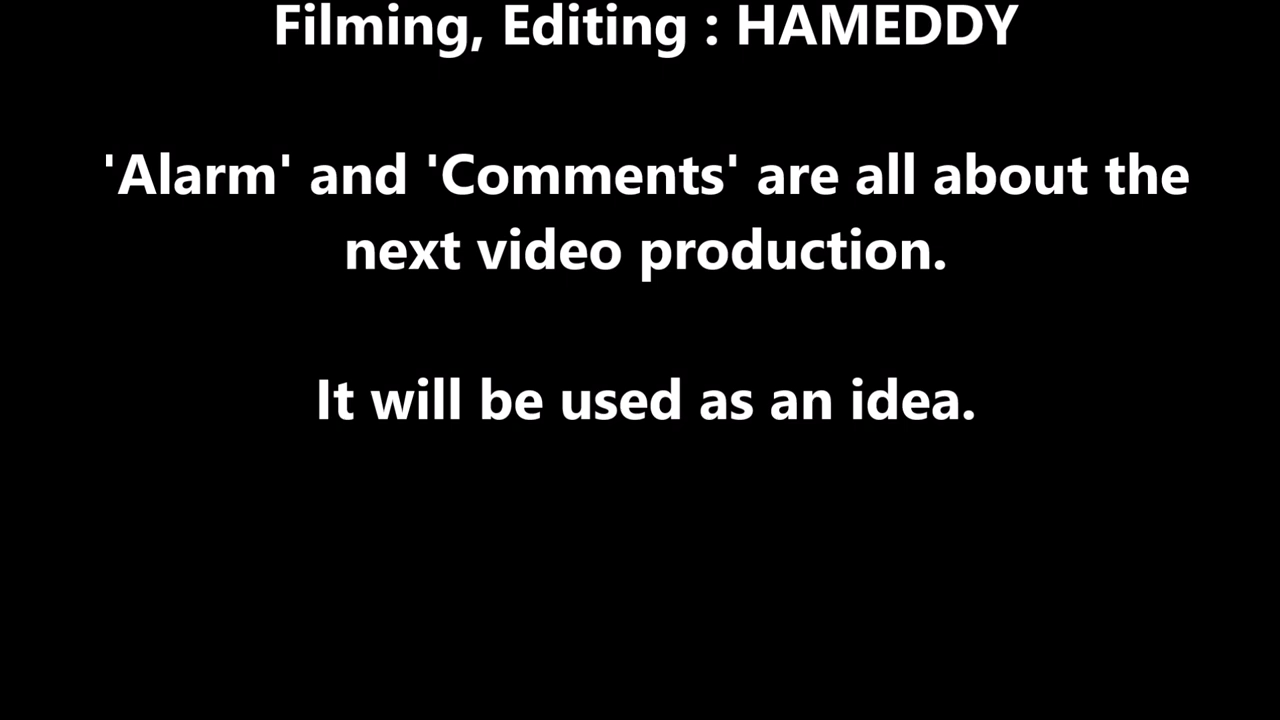 Filming, Editing : HAMEDDY
'Alarm' and 'Comments' are all about the
next video production.
It will be used as an idea.